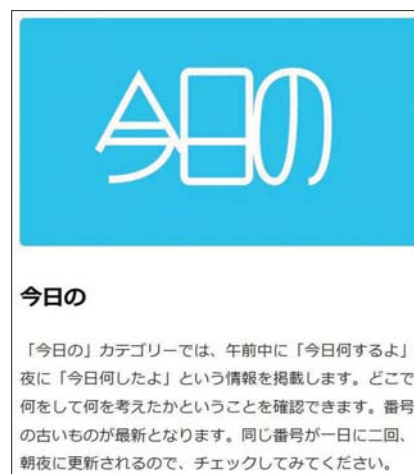 今日の
今日の
「今日の」カテゴリーでは、午前中に「今日何するよ」
夜に「今日何したよ」という情報を掲載します。どこで
何をして何を考えたかということを確認できます。番号
の古いものが最新となります。同じ番号が一日に二回、
朝夜に更新されるので、チェックしてみてください。